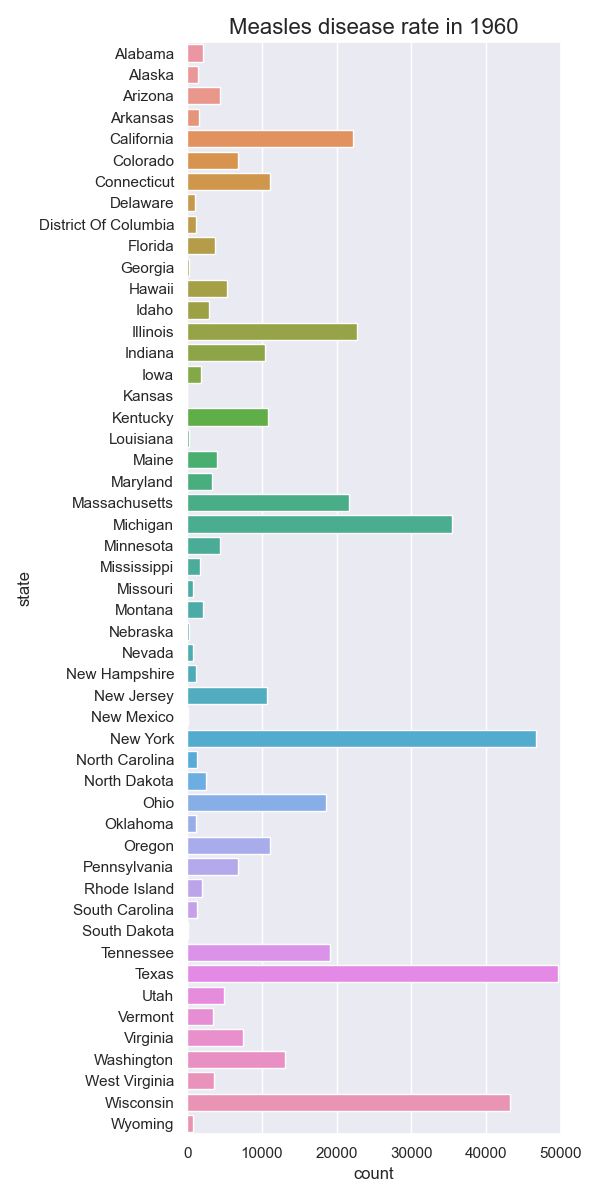 Measles disease rate in 1960
Alabama
Alaska
Arizona
Arkansas
California
Colorado
Connecticut
Delaware
District Of Columbia
Florida
Georgia
Hawaii
Idaho
Illinois
Indiana
Iowa
Kansas
Kentucky
Louisiana
Maine
Maryland
Massachusetts
Michigan
Minnesota
Mississippi
Missouri
Montana
Nebraska
Nevada
New Hampshire
New Jersey
New Mexico
New York
North Carolina
North Dakota
Ohio
Oklahoma
Oregon
Pennsylvania
Rhode Island
South Carolina
South Dakota
Tennessee
Texas
Utah
Vermont
Virginia
Washington
West Virginia
Wisconsin
Wyoming
state
0 10000 20000 30000 40000 50000
count